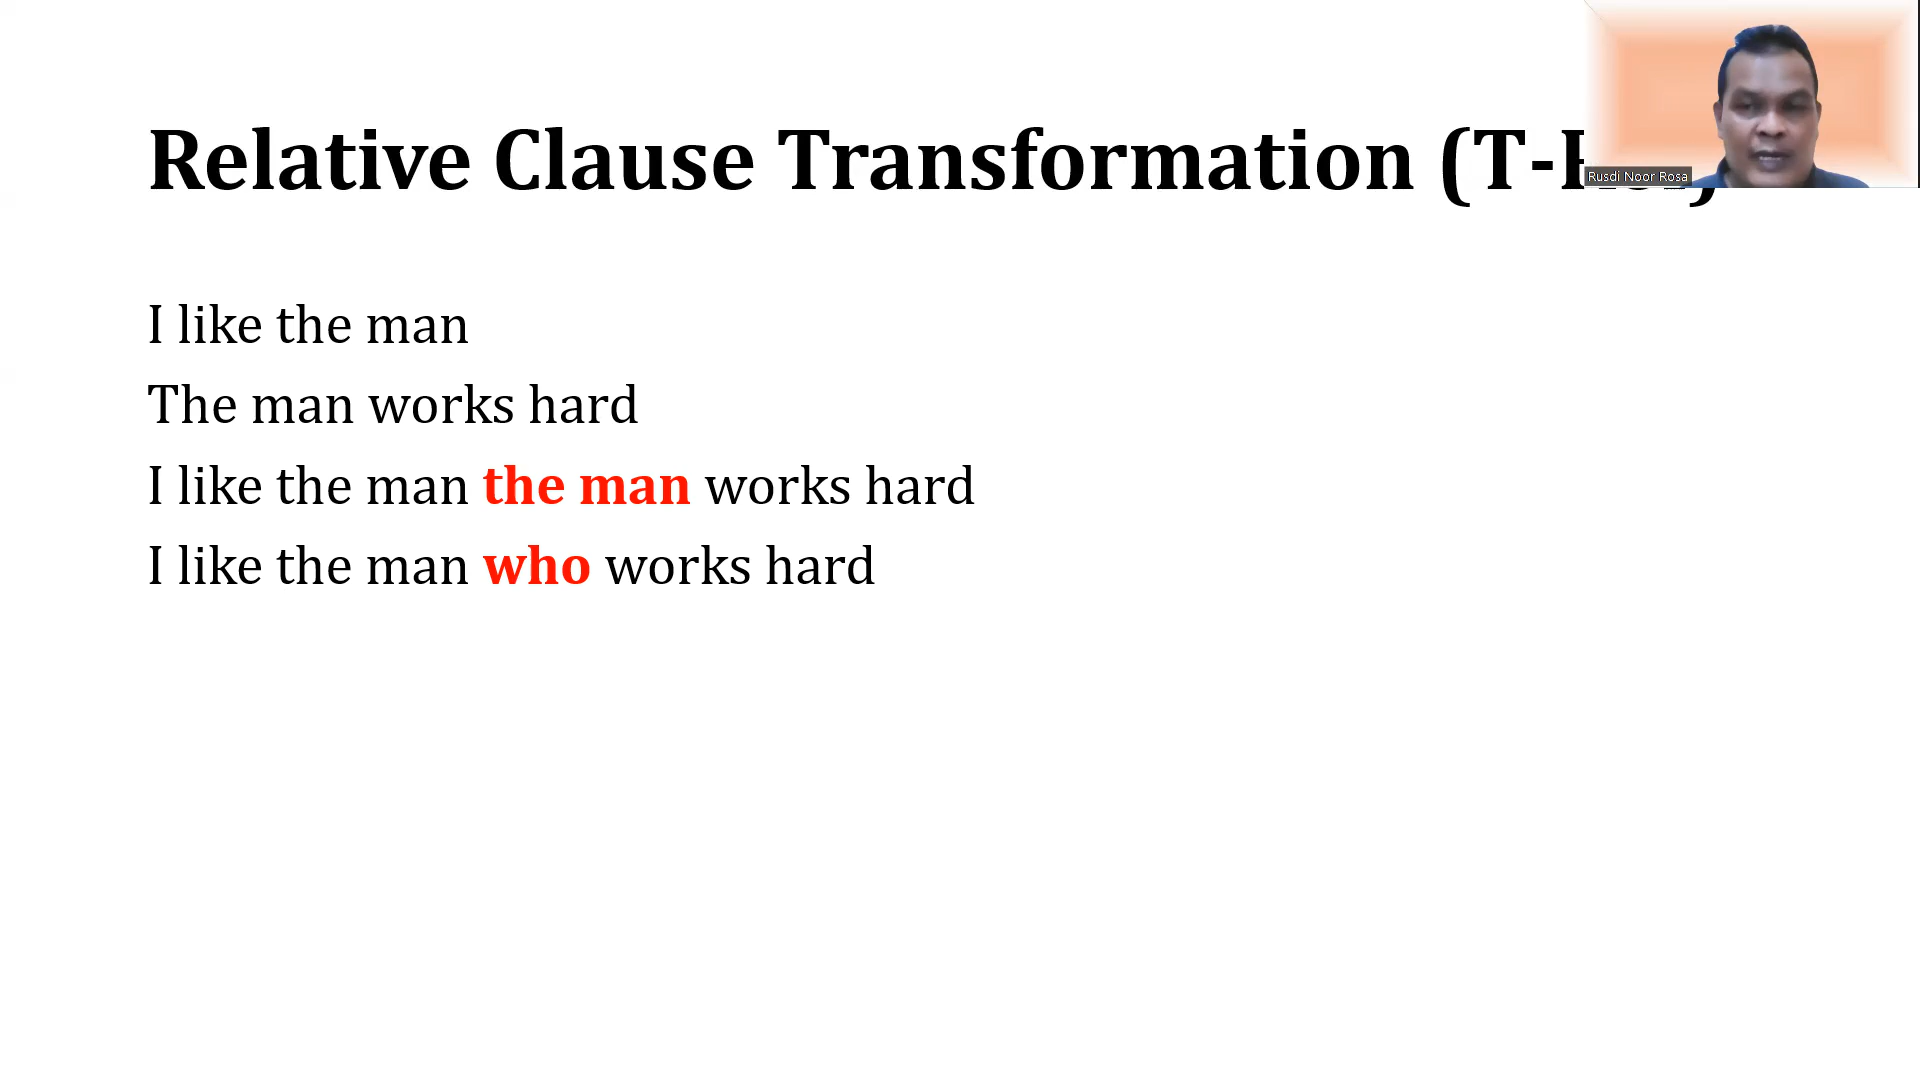 Relative Clause Transformation
Rusdi Noor Rosa
I like the man
The man works hard
I like the man the man works hard
I like the man who works hard